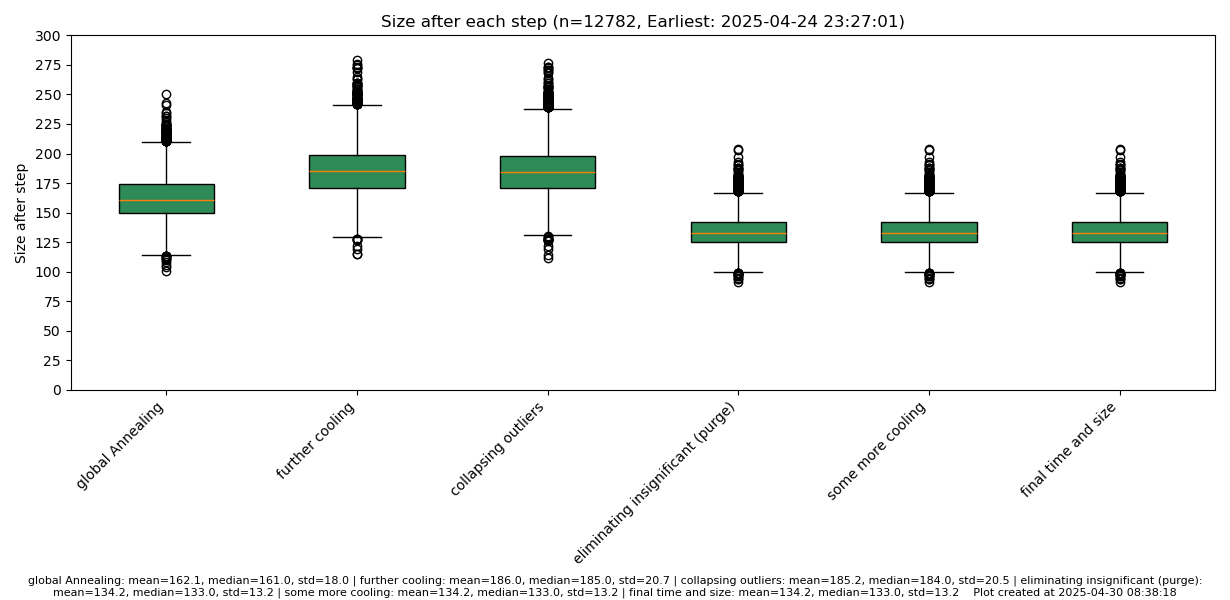 Size after each step (n=12782, Earliest: 2025-04-24 23:27:01)
300
275
250
225
200
175
150
125
100
75
50
25
0
Size after step
global Annealing
further cooling
collapsing outliers
eliminating insignificant (purge)
some more cooling
final time and size
global Annealing: mean=162.1, median=161.0, std=18.0 | further cooling: mean=186.0, median=185.0, std=20.7 | collapsing outliers: mean=185.2, median=184.0, std=20.5 | eliminating insignificant (purge):
mean=134.2, median=133.0, std=13.2 | some more cooling: mean=134.2, median=133.0, std=13.2 | final time and size: mean=134.2, median=133.0, std=13.2    Plot created at 2025-04-30 08:38:18